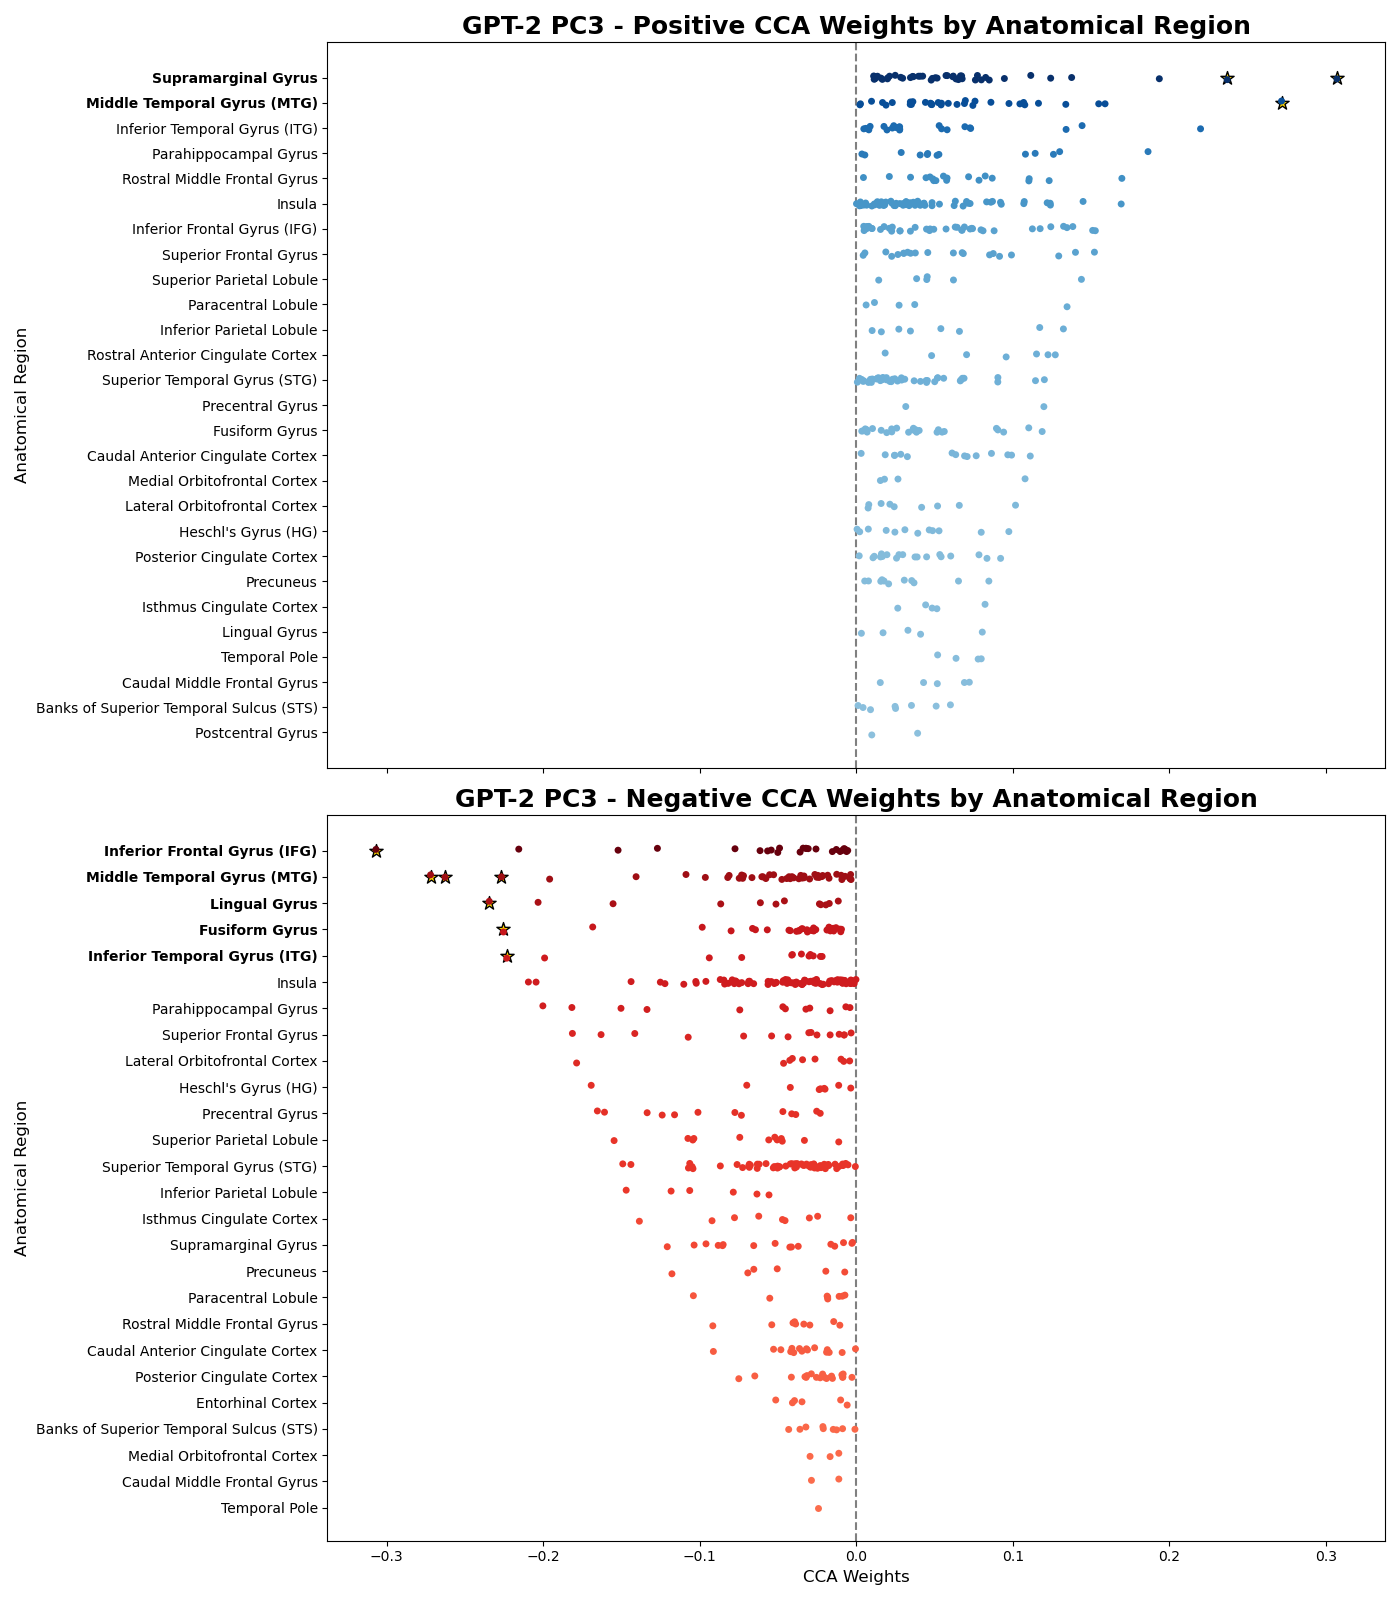 GPT-2 PC3 - Positive CCA Weights by Anatomical Region
Anatomical Region
Supramarginal Gyrus
Middle Temporal Gyrus (MTG)
Inferior Temporal Gyrus (ITG)
Parahippocampal Gyrus
Rostral Middle Frontal Gyrus
Insula
Inferior Frontal Gyrus (IFG)
Superior Frontal Gyrus
Superior Parietal Lobule
Paracentral Lobule
Inferior Parietal Lobule
Rostral Anterior Cingulate Cortex
Superior Temporal Gyrus (STG)
Precentral Gyrus
Fusiform Gyrus
Caudal Anterior Cingulate Cortex
Medial Orbitofrontal Cortex
Lateral Orbitofrontal Cortex
Heschl's Gyrus (HG)
Posterior Cingulate Cortex
Precuneus
Isthmus Cingulate Cortex
Lingual Gyrus
Temporal Pole
Caudal Middle Frontal Gyrus
Banks of Superior Temporal Sulcus (STS)
Postcentral Gyrus
GPT-2 PC3 - Negative CCA Weights by Anatomical Region
Anatomical Region
Inferior Frontal Gyrus (IFG)
Middle Temporal Gyrus (MTG)
Lingual Gyrus
Fusiform Gyrus
Inferior Temporal Gyrus (ITG)
Insula
Parahippocampal Gyrus
Superior Frontal Gyrus
Lateral Orbitofrontal Cortex
Heschl's Gyrus (HG)
Precentral Gyrus
Superior Parietal Lobule
Superior Temporal Gyrus (STG)
Inferior Parietal Lobule
Isthmus Cingulate Cortex
Supramarginal Gyrus
Precuneus
Paracentral Lobule
Rostral Middle Frontal Gyrus
Caudal Anterior Cingulate Cortex
Posterior Cingulate Cortex
Entorhinal Cortex
Banks of Superior Temporal Sulcus (STS)
Medial Orbitofrontal Cortex
Caudal Middle Frontal Gyrus
Temporal Pole
−0.3 −0.2 −0.1 0.0 0.1 0.2 0.3
CCA Weights